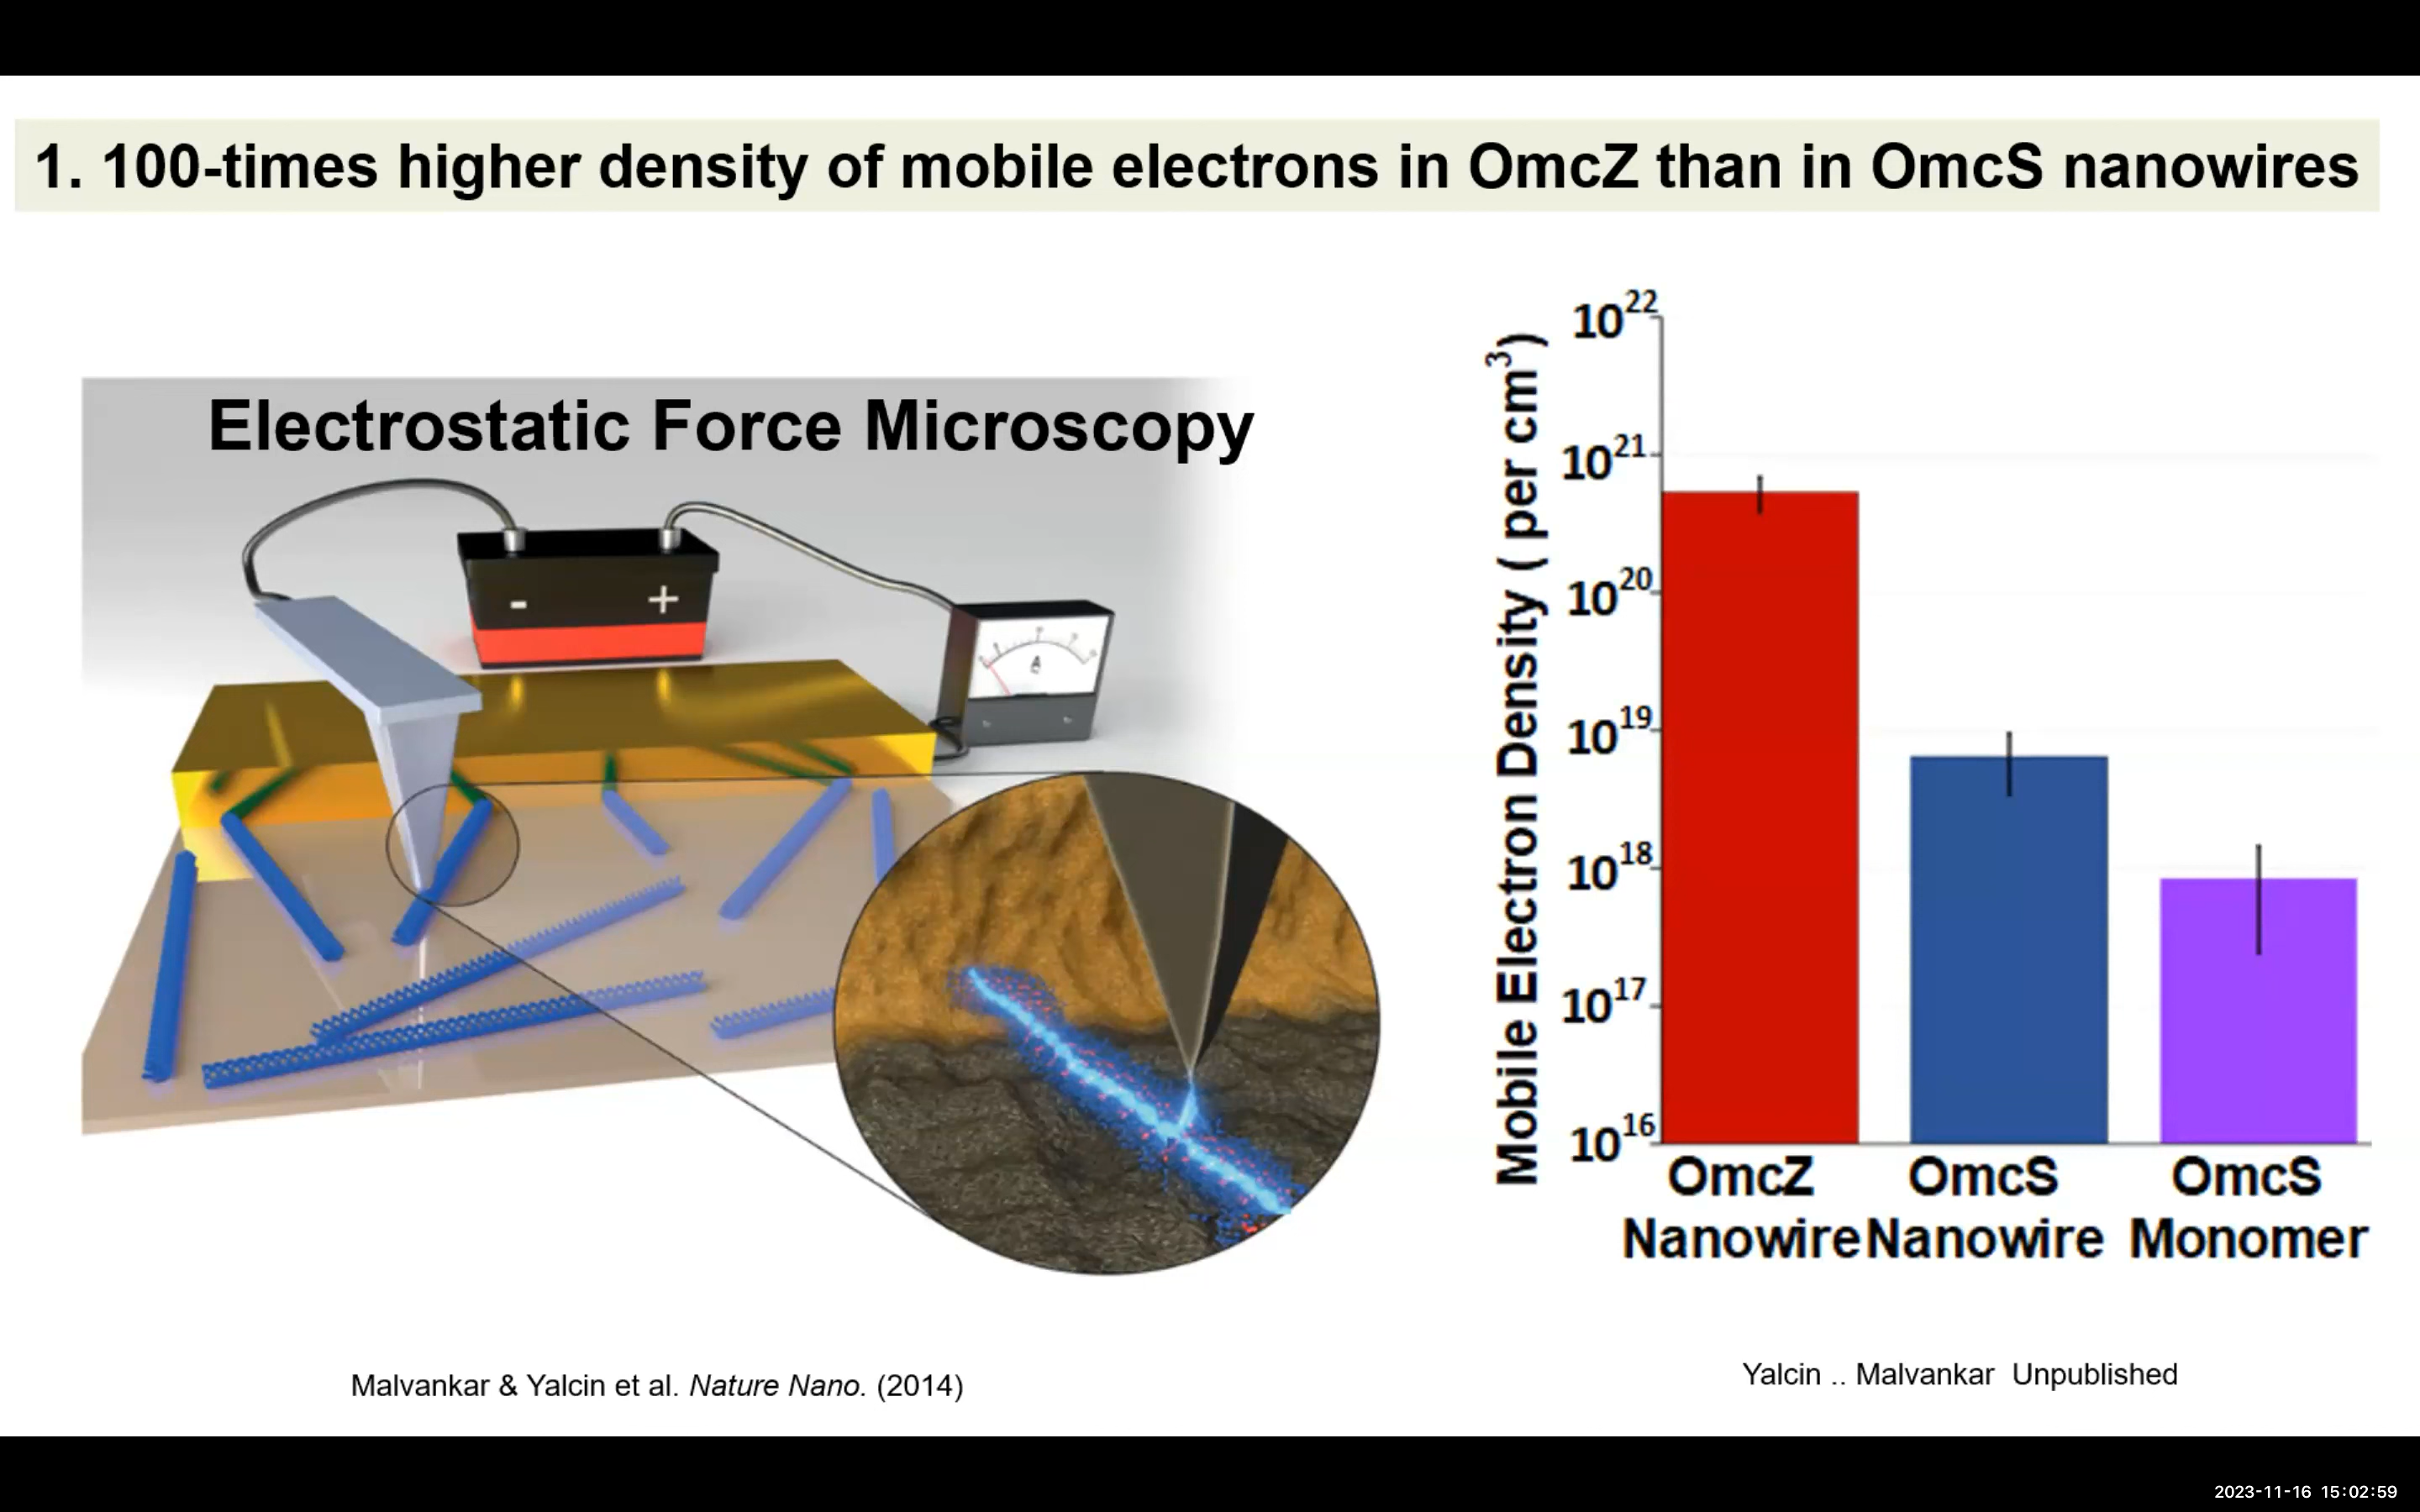 1. 100-times higher density of mobile electrons in OmcZ than in OmcS nanowires
Electrostatic Force Microscopy
- +
A
Malvankar & Yalcin et al. Nature Nano. (2014)
Mobile Electron Density ( per cm³)
10²²
10²¹
10²⁰
10¹⁹
10¹⁸
10¹⁷
10¹⁶
OmcZ Nanowire
OmcS Nanowire
OmcS Monomer
Yalcin .. Malvankar Unpublished
2023-11-16 15:02:59